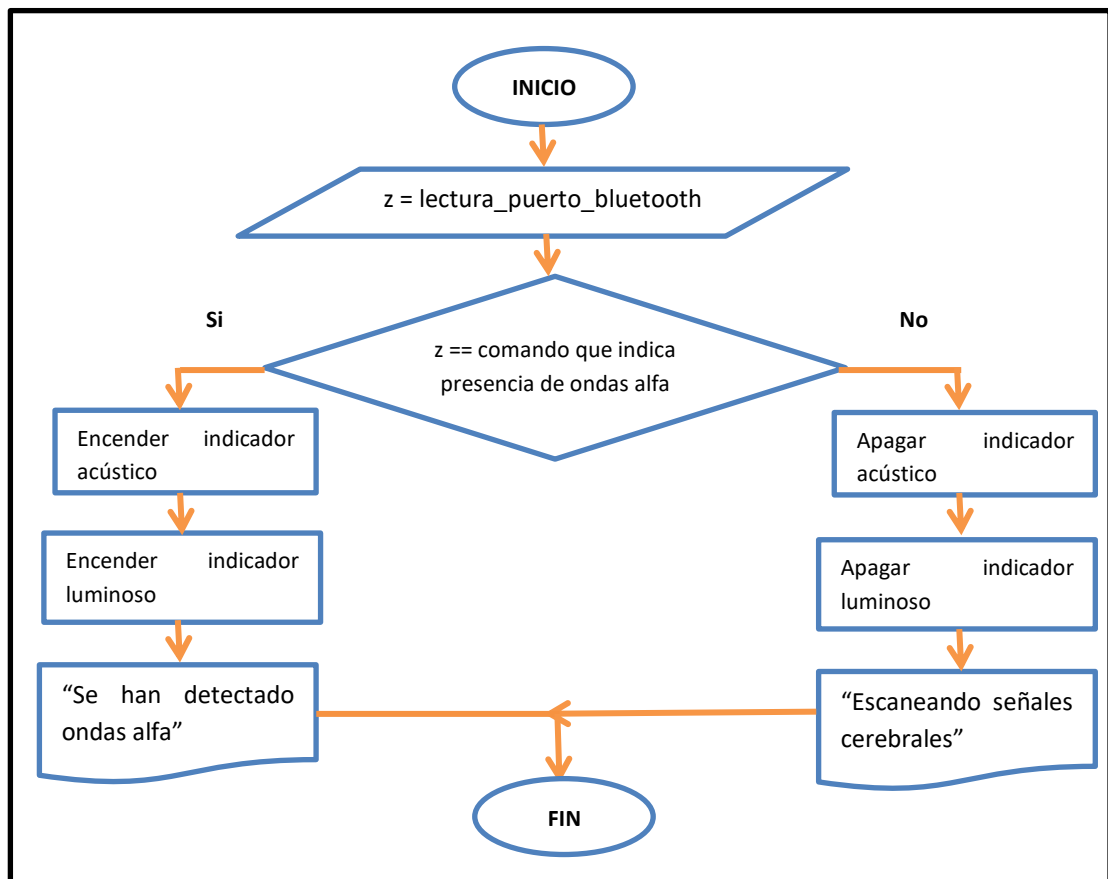 INICIO
z = lectura_puerto_bluetooth
Si
No
z == comando que indica
presencia de ondas alfa
Encender indicador
acústico
Apagar indicador
acústico
Encender indicador
luminoso
Apagar indicador
luminoso
“Se han detectado
ondas alfa”
“Escaneando señales
cerebrales”
FIN